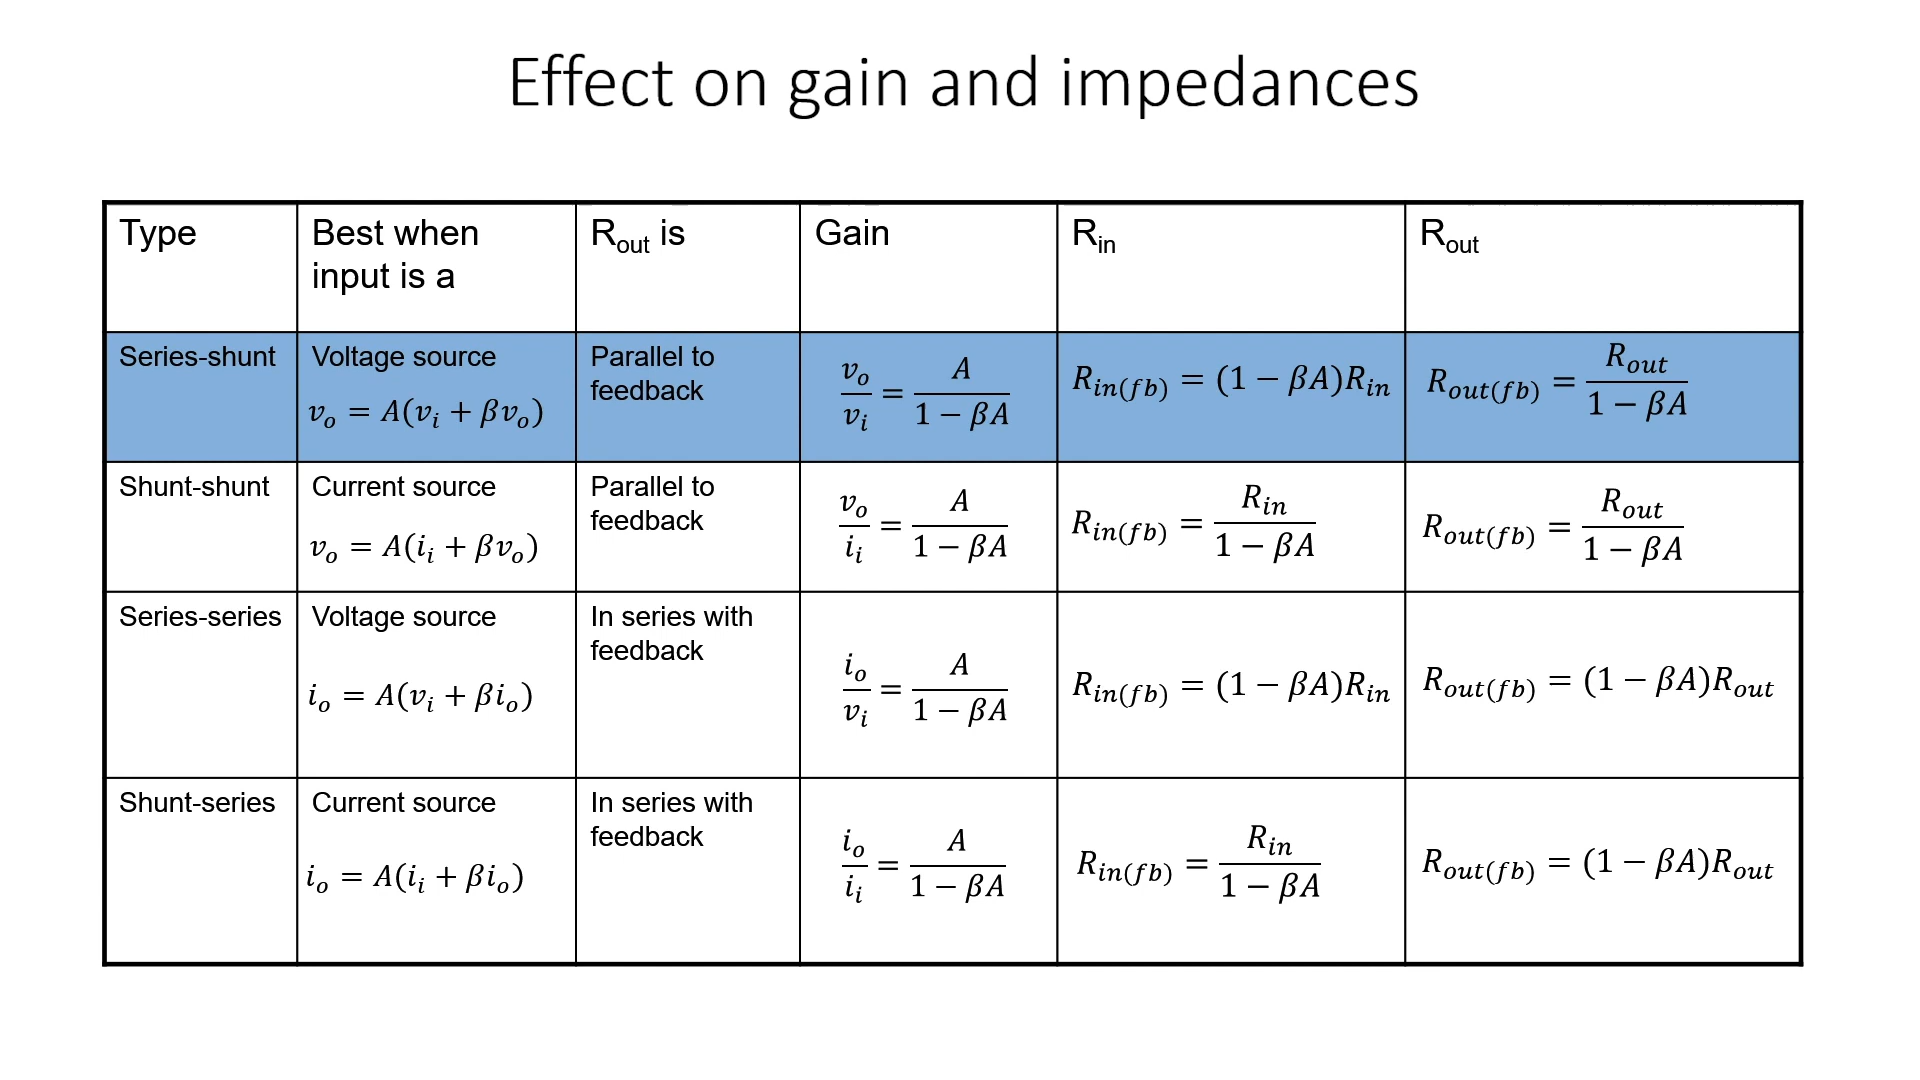 Effect on gain and impedances
Type
Best when
input is a
R_out is
Gain
R_in
R_out
Series-shunt
Voltage source
v_o = A(v_i + βv_o)
Parallel to
feedback
v_o/v_i = A/(1 − βA)
R_in(fb) = (1 − βA)R_in
R_out(fb) = R_out/(1 − βA)
Shunt-shunt
Current source
v_o = A(i_i + βv_o)
Parallel to
feedback
v_o/i_i = A/(1 − βA)
R_in(fb) = R_in/(1 − βA)
R_out(fb) = R_out/(1 − βA)
Series-series
Voltage source
i_o = A(v_i + βi_o)
In series with
feedback
i_o/v_i = A/(1 − βA)
R_in(fb) = (1 − βA)R_in
R_out(fb) = (1 − βA)R_out
Shunt-series
Current source
i_o = A(i_i + βi_o)
In series with
feedback
i_o/i_i = A/(1 − βA)
R_in(fb) = R_in/(1 − βA)
R_out(fb) = (1 − βA)R_out